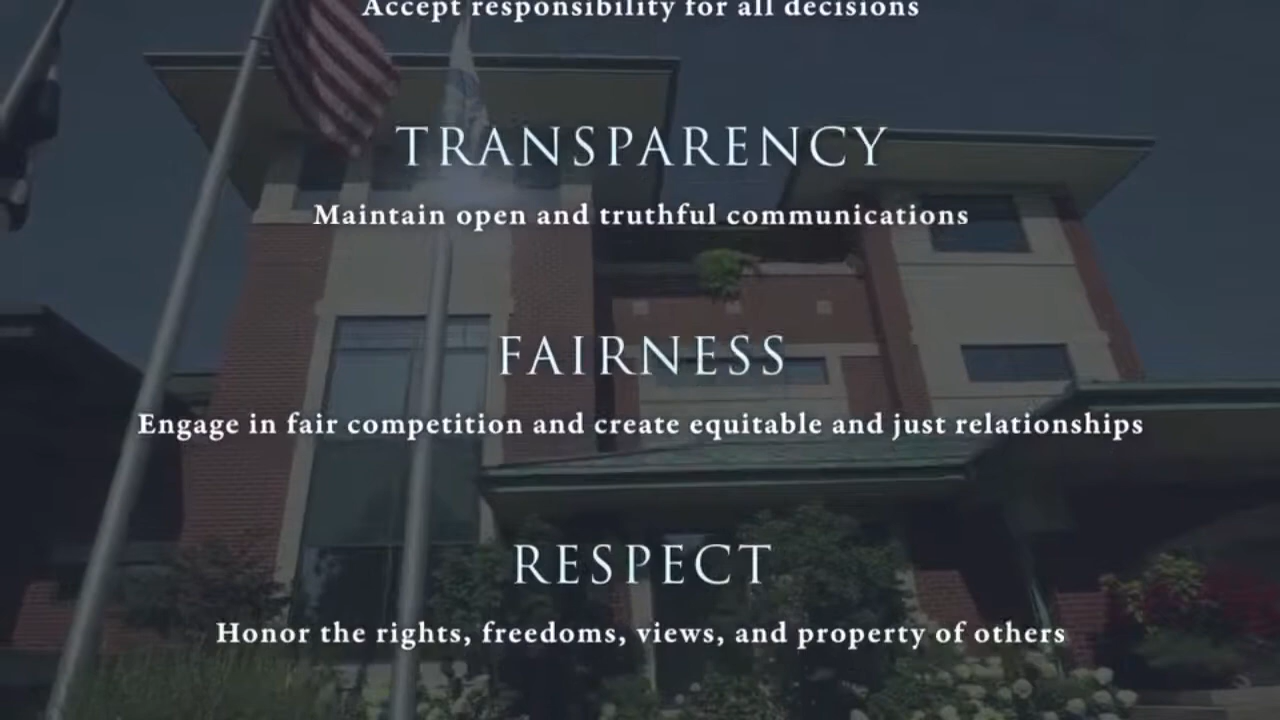 Accept responsibility for all decisions
TRANSPARENCY
Maintain open and truthful communications
FAIRNESS
Engage in fair competition and create equitable and just relationships
RESPECT
Honor the rights, freedoms, views, and property of others